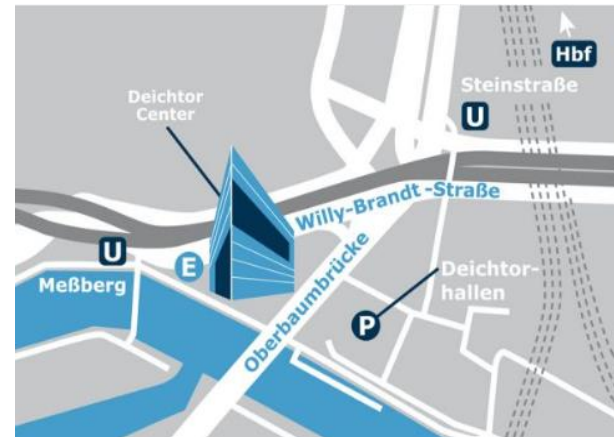 Hbf
Steinstraße
U
Deichtor
Center
Willy-Brandt-Straße
U
E
Meßberg
Oberbaumbrücke
Deichtor-
hallen
P